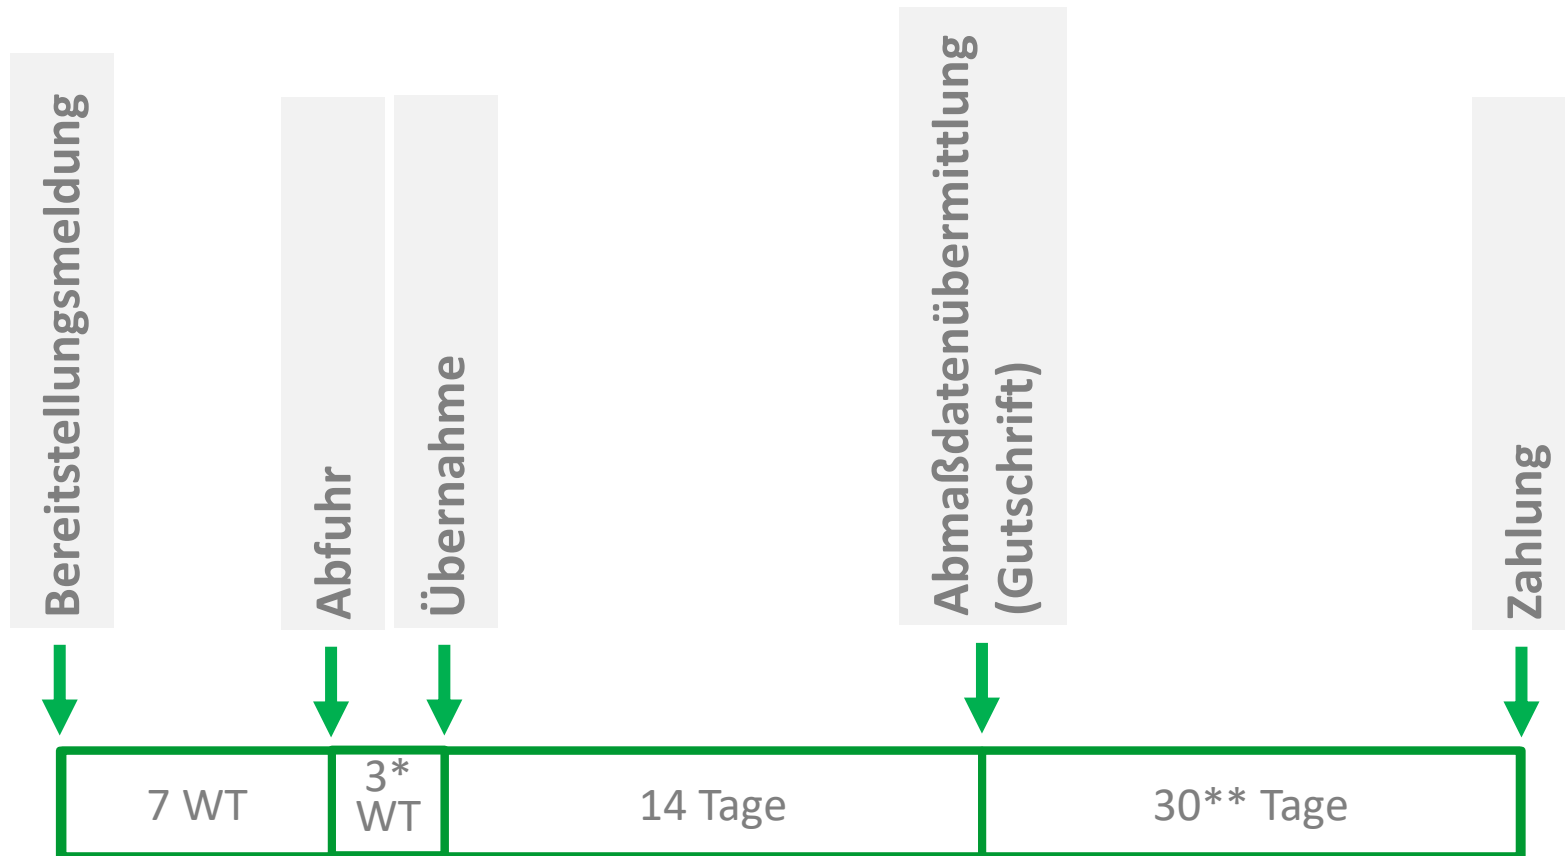 Bereitstellungsmeldung
Abfuhr
Übernahme
Abmaßdatenübermittlung
(Gutschrift)
Zahlung
7 WT
3*
WT
14 Tage
30** Tage